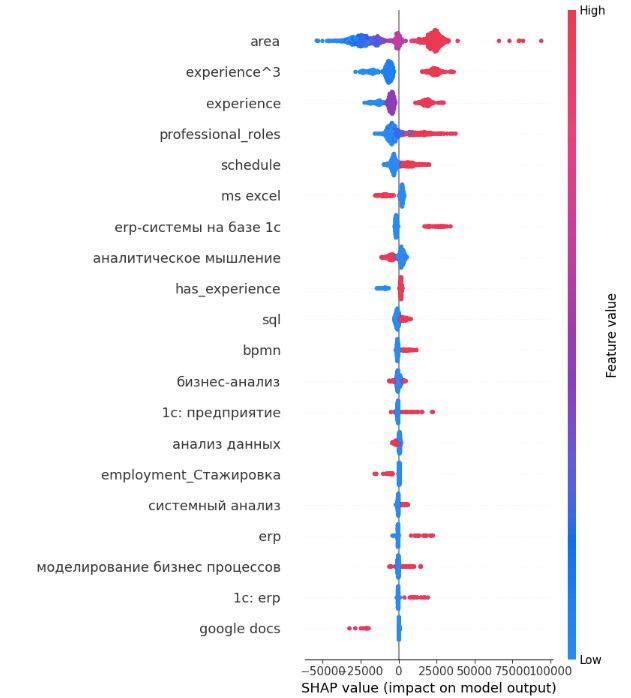 High
area
experience^3
experience
professional_roles
schedule
ms excel
erp-системы на базе 1с
аналитическое мышление
has_experience
sql
bpmn
бизнес-анализ
1с: предприятие
анализ данных
employment_Стажировка
системный анализ
erp
моделирование бизнес процессов
1с: erp
google docs
Feature value
Low
−50000 −25000 0 25000 50000 75000 100000
SHAP value (impact on model output)